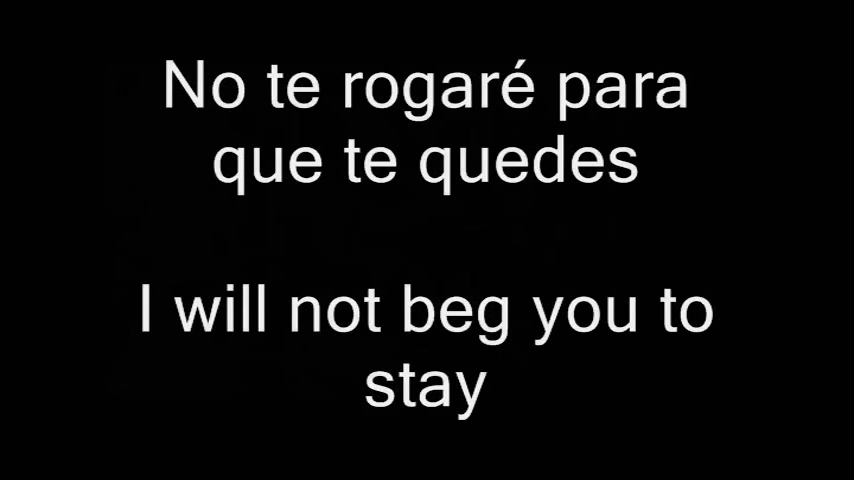 No te rogaré para
que te quedes
I will not beg you to
stay